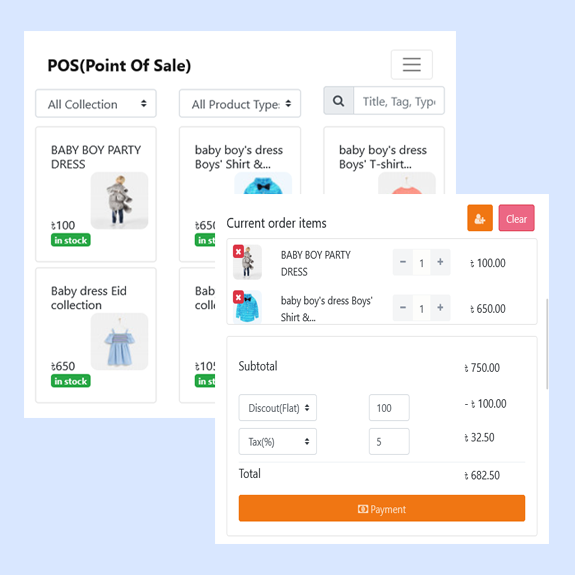 POS(Point Of Sale)
All Collection
All Product Type:
Title, Tag, Type
BABY BOY PARTY
DRESS
৳100
in stock
baby boy's dress
Boys' Shirt &...
৳650
in st
baby boy's dress
Boys' T-shirt...
Baby dress Eid
collection
৳650
in stock
Bab
coll
৳105
in st
Current order items
Clear
BABY BOY PARTY
DRESS
1
৳ 100.00
baby boy's dress Boys'
Shirt &...
1
৳ 650.00
Subtotal
৳ 750.00
Discout(Flat)
100
- ৳ 100.00
Tax(%)
5
৳ 32.50
Total
৳ 682.50
Payment